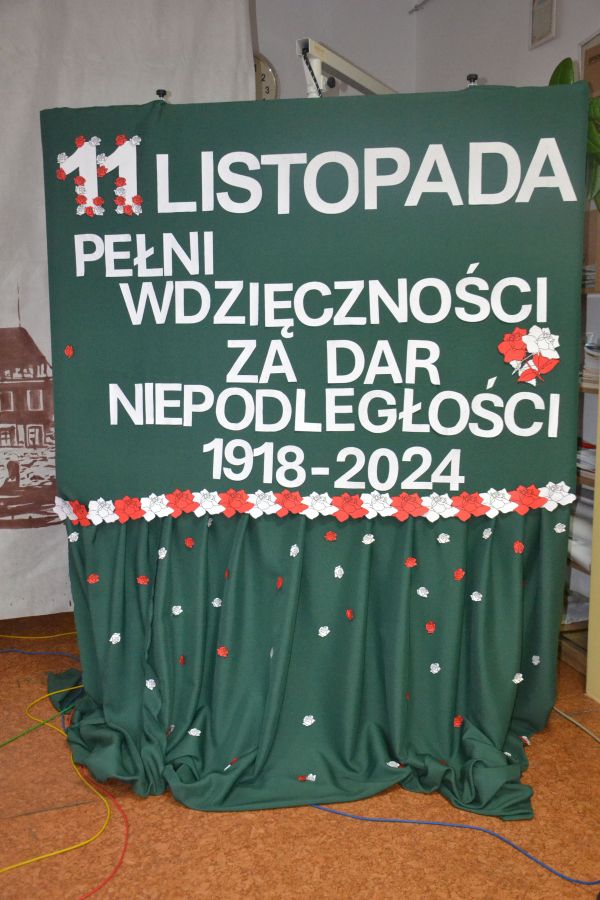 11 LISTOPADA
PEŁNI
WDZIĘCZNOŚCI
ZA DAR
NIEPODLEGŁOŚCI
1918-2024